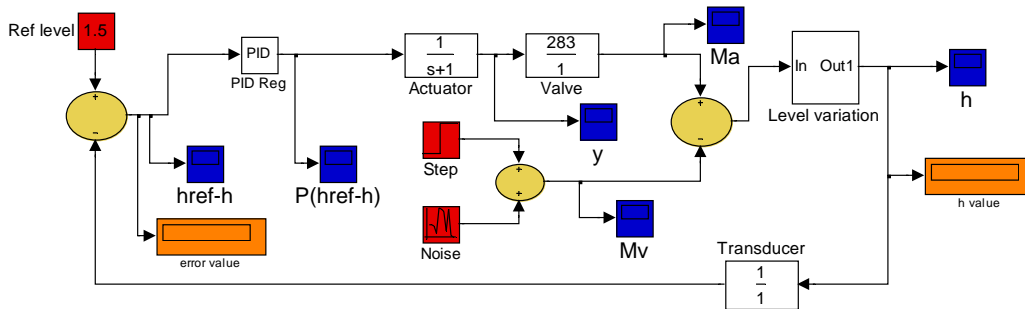 Ref level
1.5
+
−
PID
PID Reg
1
s+1
Actuator
283
1
Valve
Ma
+
−
In
Out1
Level variation
h
href-h
P(href-h)
y
Step
+
+
Noise
Mv
error value
h value
Transducer
1
1